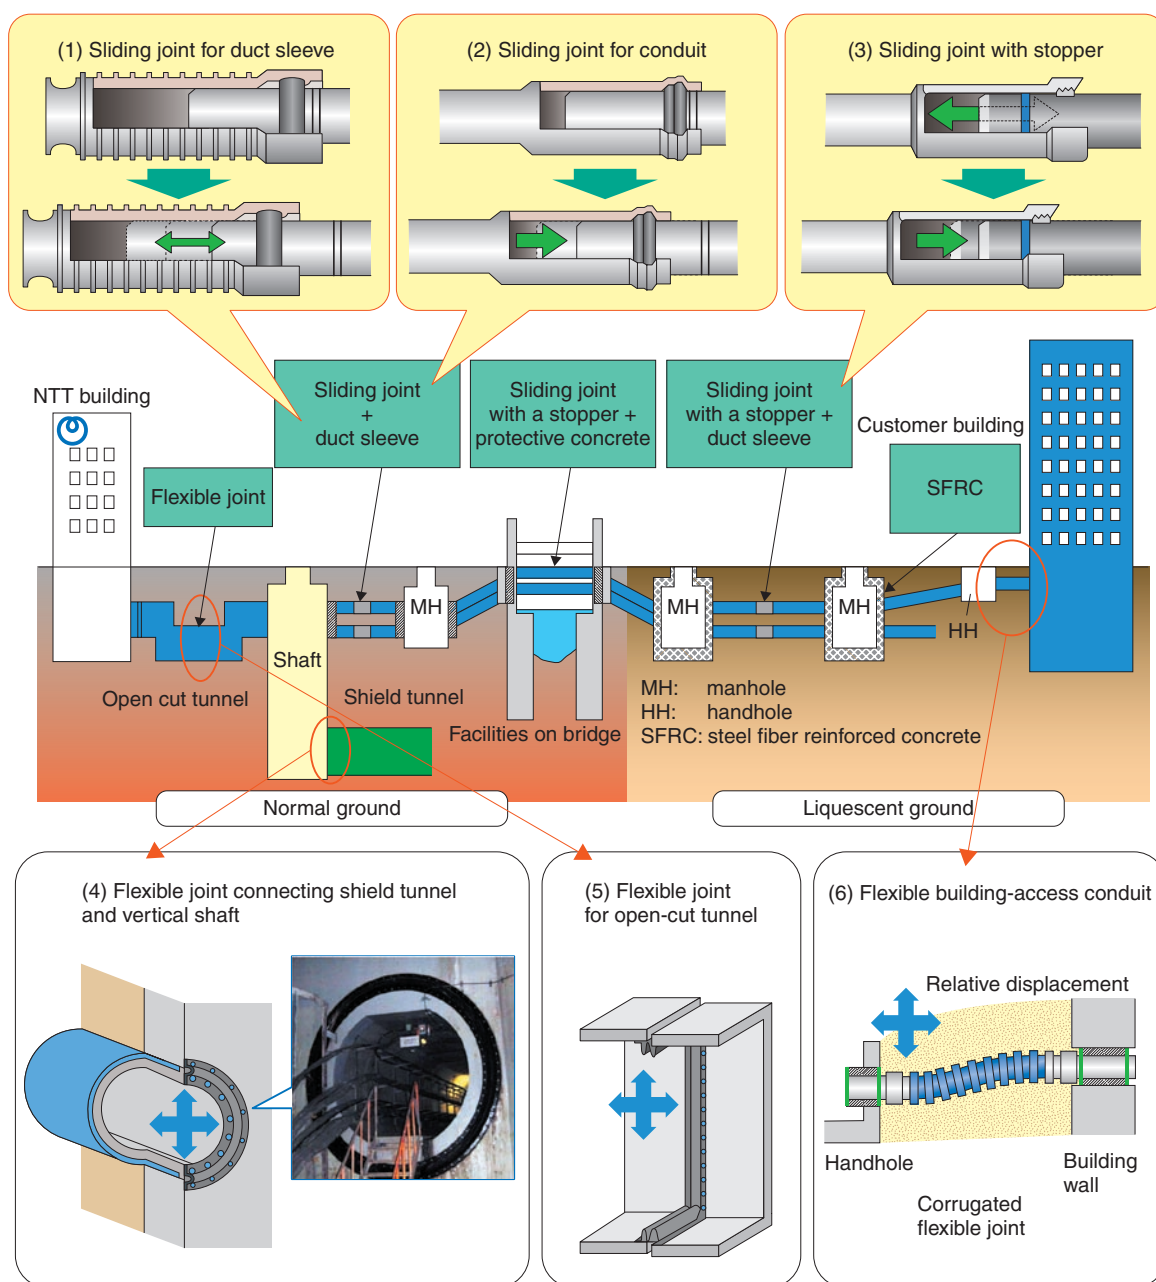 (1) Sliding joint for duct sleeve
(2) Sliding joint for conduit
(3) Sliding joint with stopper
NTT building
Sliding joint
+
duct sleeve
Sliding joint
with a stopper +
protective concrete
Sliding joint
with a stopper +
duct sleeve
Customer building
Flexible joint
SFRC
MH
MH
MH
HH
Shaft
Open cut tunnel
Shield tunnel
Facilities on bridge
MH: manhole
HH: handhole
SFRC: steel fiber reinforced concrete
Normal ground
Liquescent ground
(4) Flexible joint connecting shield tunnel
and vertical shaft
(5) Flexible joint
for open-cut tunnel
(6) Flexible building-access conduit
Relative displacement
Handhole
Building
wall
Corrugated
flexible joint